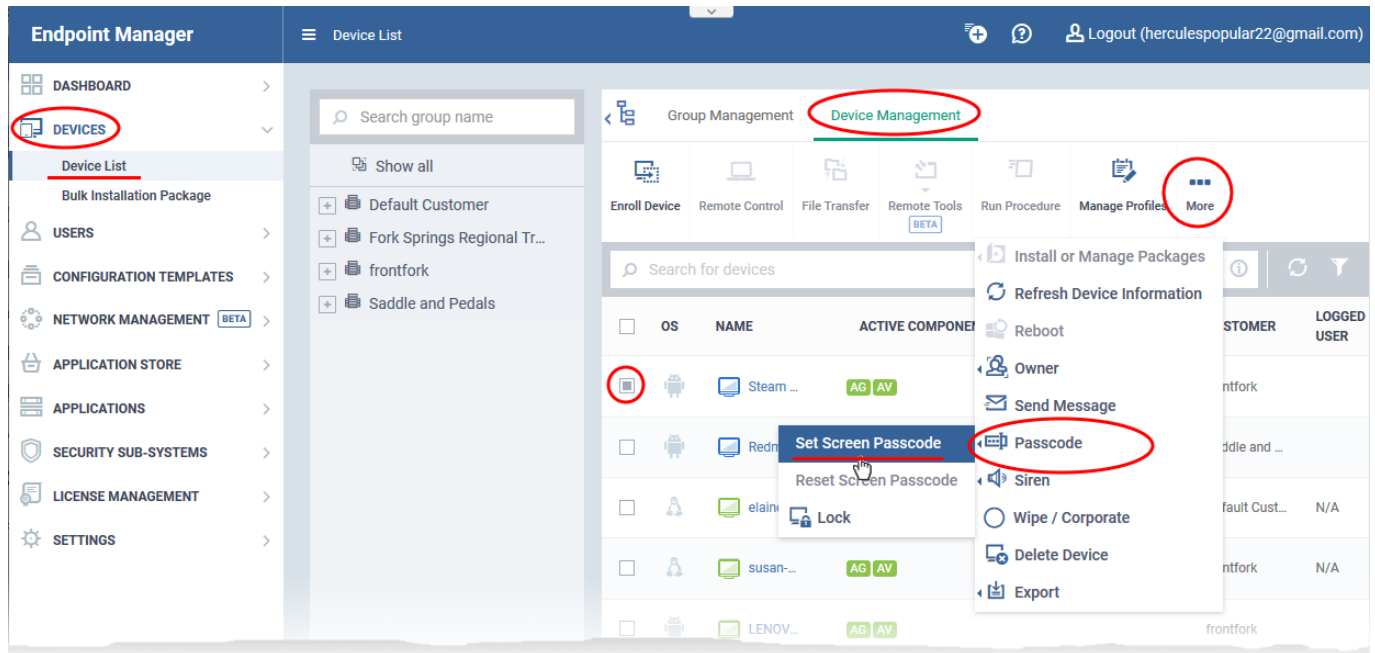 Endpoint Manager
Device List
Logout (herculespopular22@gmail.com)
DASHBOARD
DEVICES
Device List
Bulk Installation Package
USERS
CONFIGURATION TEMPLATES
NETWORK MANAGEMENT BETA
APPLICATION STORE
APPLICATIONS
SECURITY SUB-SYSTEMS
LICENSE MANAGEMENT
SETTINGS
Search group name
Show all
Default Customer
Fork Springs Regional Tr...
frontfork
Saddle and Pedals
Group Management
Device Management
Enroll Device
Remote Control
File Transfer
Remote Tools
BETA
Run Procedure
Manage Profiles
More
Search for devices
OS
NAME
ACTIVE COMPONE
STOMER
LOGGED
USER
Steam ...
AG AV
ntfork
Redm
ddle and ...
elain
fault Cust...
N/A
susan-...
AG AV
ntfork
N/A
LENOV...
AG AV
frontfork
Install or Manage Packages
Refresh Device Information
Reboot
Owner
Send Message
Passcode
Siren
Wipe / Corporate
Delete Device
Export
Set Screen Passcode
Reset Screen Passcode
Lock